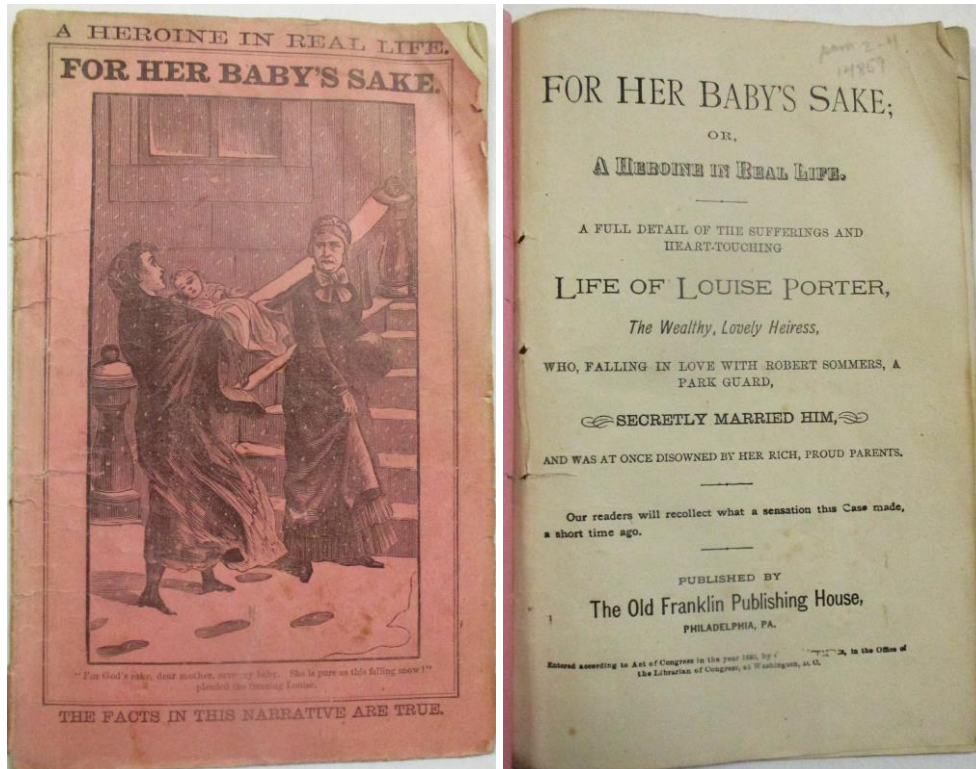 A HEROINE IN REAL LIFE.
FOR HER BABY'S SAKE.
"For God's sake, dear mother, save my baby. She is pure as this falling snow!"
pleaded the Louise.
THE FACTS IN THIS NARRATIVE ARE TRUE.
14859
FOR HER BABY'S SAKE;
OR,
A HEROINE IN REAL LIFE.
A FULL DETAIL OF THE SUFFERINGS AND
HEART-TOUCHING
LIFE OF LOUISE PORTER,
The Wealthy, Lovely Heiress,
WHO, FALLING IN LOVE WITH ROBERT SOMMERS, A
PARK GUARD,
SECRETLY MARRIED HIM,
AND WAS AT ONCE DISOWNED BY HER RICH, PROUD PARENTS.
Our readers will recollect what a sensation this Case made,
a short time ago.
PUBLISHED BY
The Old Franklin Publishing House,
PHILADELPHIA, PA.
Entered according to Act of Congress in the year by in the Office of
the Librarian of Congress, at Washington,